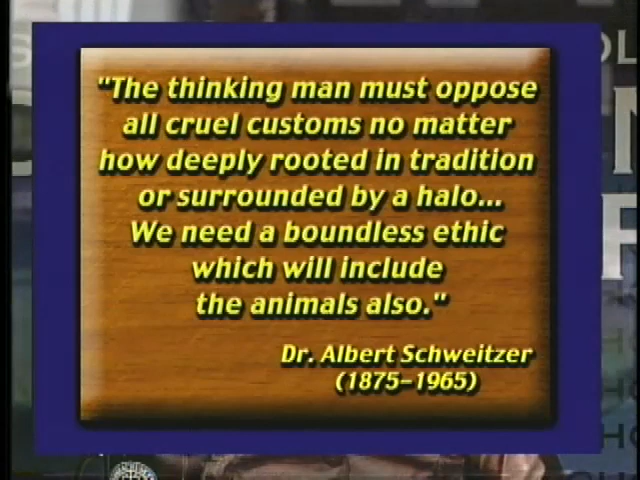 "The thinking man must oppose
all cruel customs no matter
how deeply rooted in tradition
or surrounded by a halo...
We need a boundless ethic
which will include
the animals also."
Dr. Albert Schweitzer
(1875-1965)